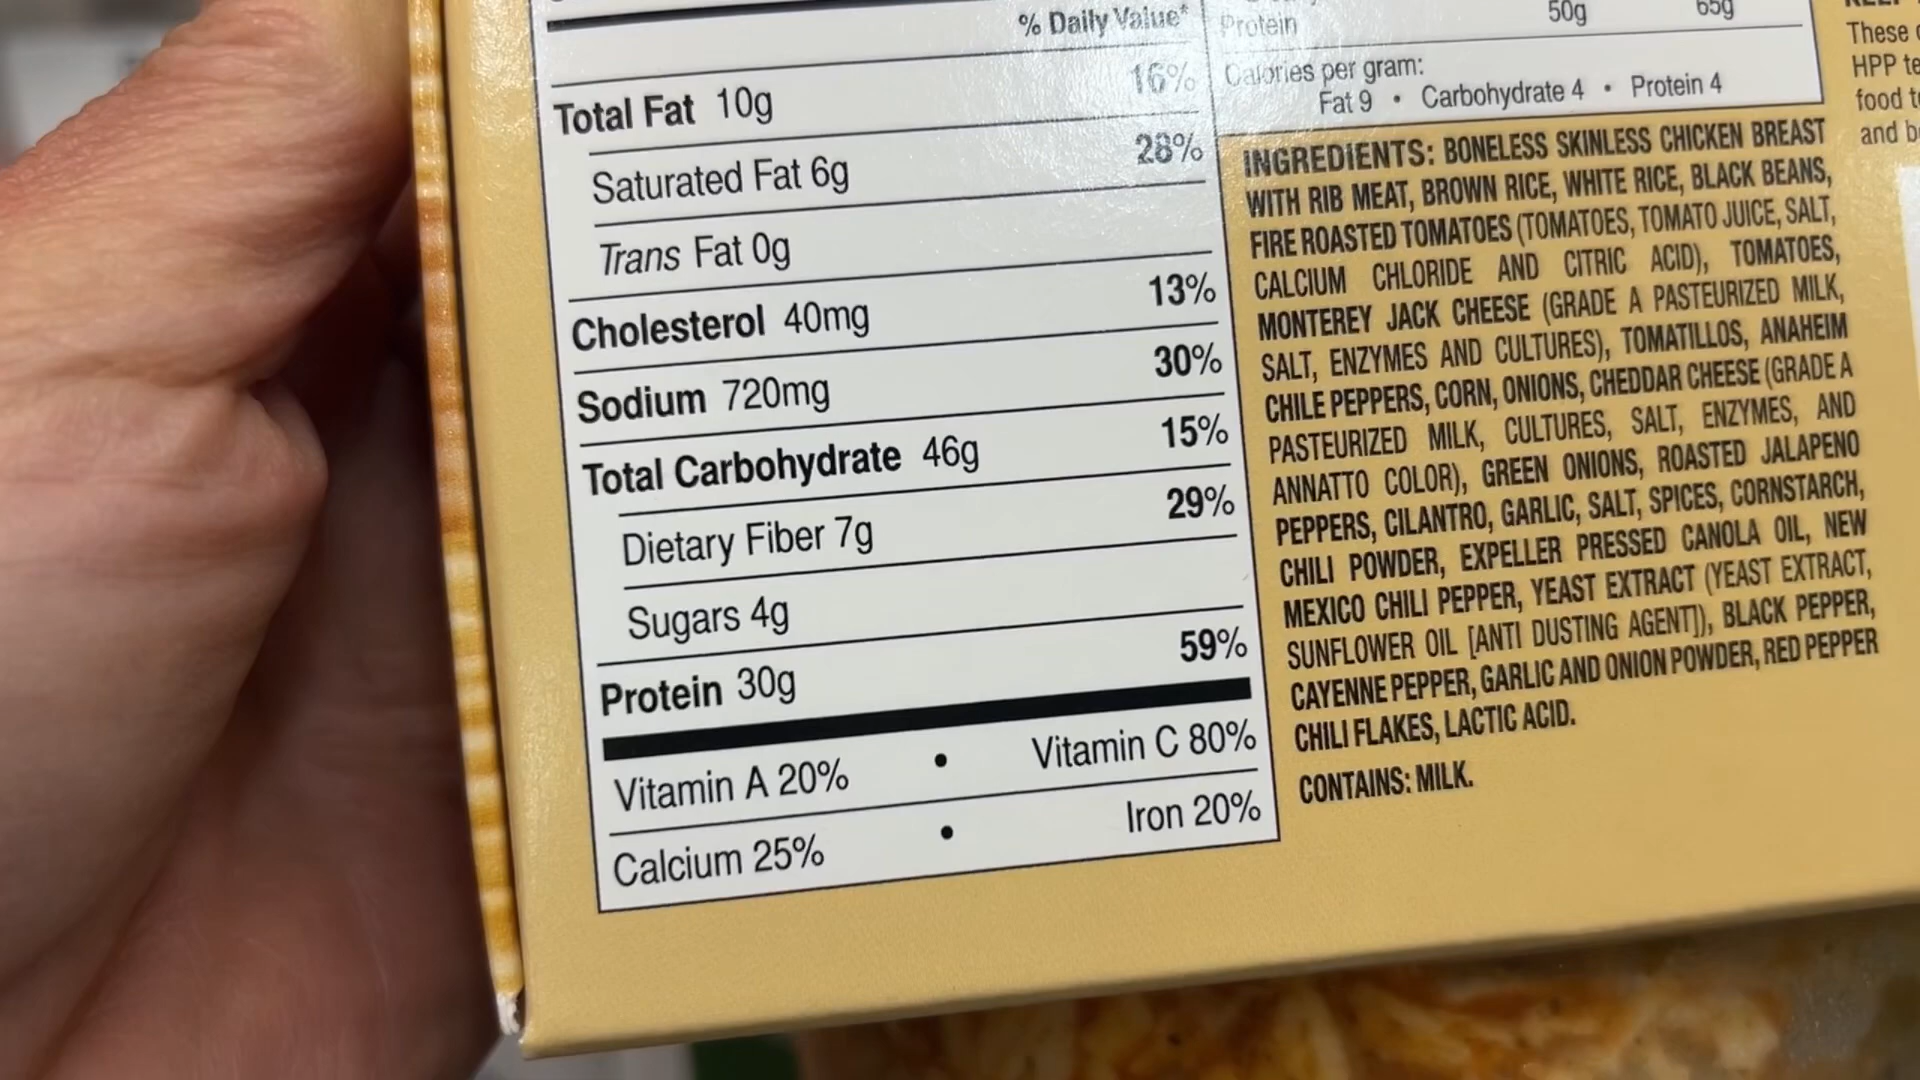 % Daily Value*
Total Fat 10g 16%
Saturated Fat 6g 28%
Trans Fat 0g
Cholesterol 40mg 13%
Sodium 720mg 30%
Total Carbohydrate 46g 15%
Dietary Fiber 7g 29%
Sugars 4g
Protein 30g 59%
Vitamin A 20% • Vitamin C 80%
Calcium 25% • Iron 20%
Protein 50g 65g
Calories per gram:
Fat 9 • Carbohydrate 4 • Protein 4
INGREDIENTS: BONELESS SKINLESS CHICKEN BREAST
WITH RIB MEAT, BROWN RICE, WHITE RICE, BLACK BEANS,
FIRE ROASTED TOMATOES (TOMATOES, TOMATO JUICE, SALT,
CALCIUM CHLORIDE AND CITRIC ACID), TOMATOES,
MONTEREY JACK CHEESE (GRADE A PASTEURIZED MILK,
SALT, ENZYMES AND CULTURES), TOMATILLOS, ANAHEIM
CHILE PEPPERS, CORN, ONIONS, CHEDDAR CHEESE (GRADE A
PASTEURIZED MILK, CULTURES, SALT, ENZYMES, AND
ANNATTO COLOR), GREEN ONIONS, ROASTED JALAPENO
PEPPERS, CILANTRO, GARLIC, SALT, SPICES, CORNSTARCH,
CHILI POWDER, EXPELLER PRESSED CANOLA OIL, NEW
MEXICO CHILI PEPPER, YEAST EXTRACT (YEAST EXTRACT,
SUNFLOWER OIL [ANTI DUSTING AGENT]), BLACK PEPPER,
CAYENNE PEPPER, GARLIC AND ONION POWDER, RED PEPPER
CHILI FLAKES, LACTIC ACID.
CONTAINS: MILK.
These
HPP
food
and